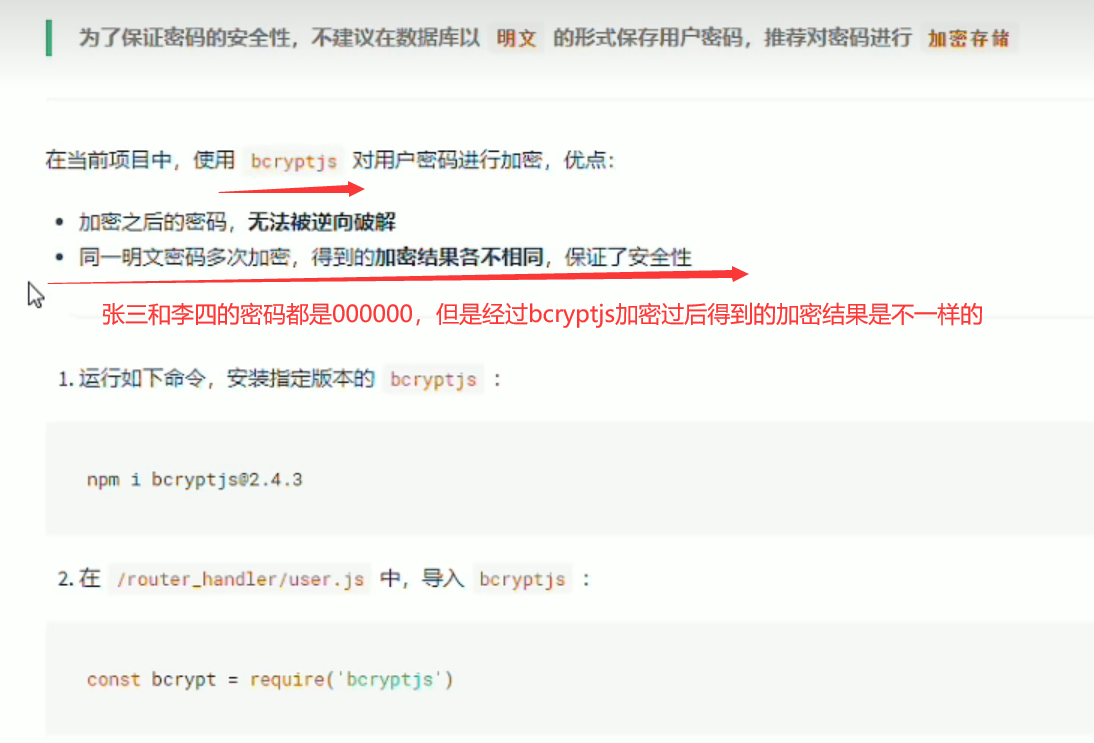 为了保证密码的安全性，不建议在数据库以 明文 的形式保存用户密码，推荐对密码进行 加密存储
在当前项目中，使用 bcryptjs 对用户密码进行加密，优点：
• 加密之后的密码，无法被逆向破解
• 同一明文密码多次加密，得到的加密结果各不相同，保证了安全性
张三和李四的密码都是000000，但是经过bcryptjs加密过后得到的加密结果是不一样的
1. 运行如下命令，安装指定版本的 bcryptjs ：
npm i bcryptjs@2.4.3
2. 在 /router_handler/user.js 中，导入 bcryptjs ：
const bcrypt = require('bcryptjs')